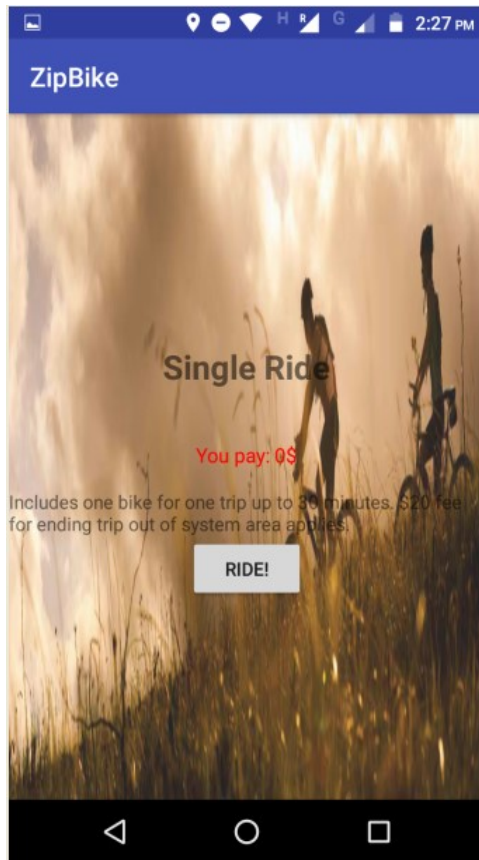 H R G 2:27 PM
ZipBike
Single Ride
You pay: 0$
Includes one bike for one trip up to 30 minutes. $20 fee
for ending trip out of system area applies.
RIDE!